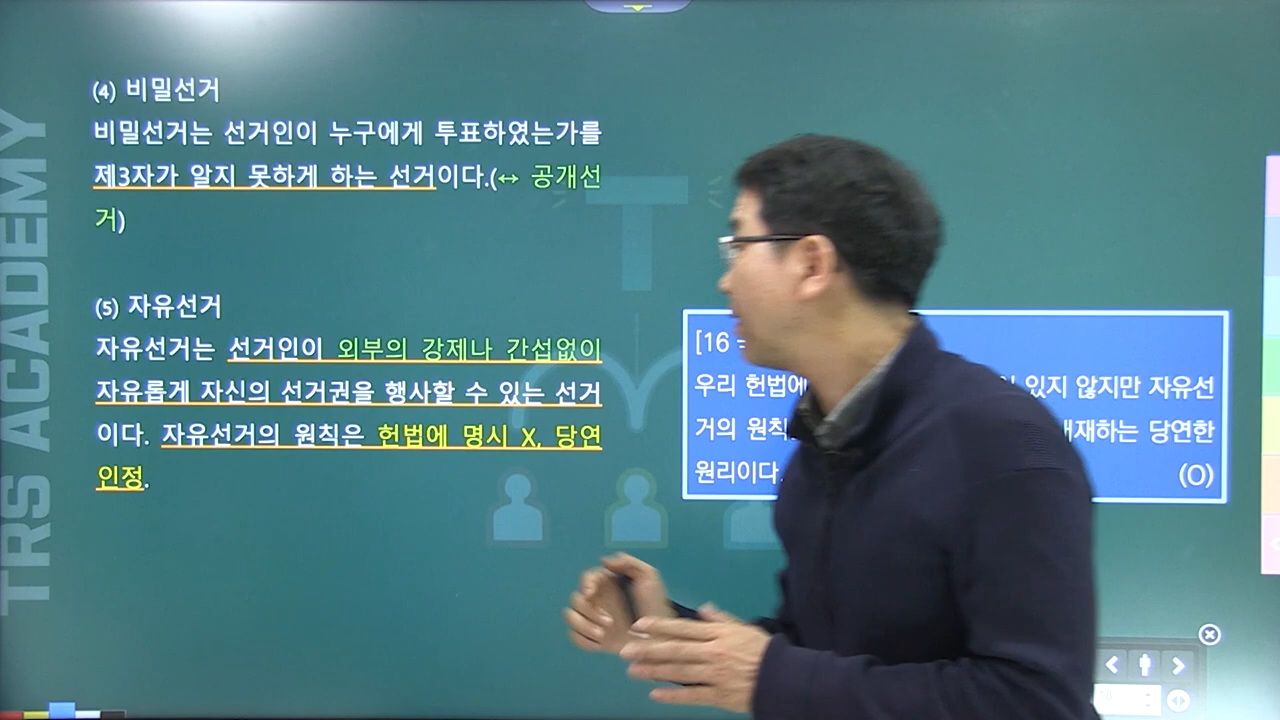 (4) 비밀선거
비밀선거는 선거인이 누구에게 투표하였는가를
제3자가 알지 못하게 하는 선거이다.(↔ 공개선
거)
(5) 자유선거
자유선거는 선거인이 외부의 강제나 간섭없이
자유롭게 자신의 선거권을 행사할 수 있는 선거
이다. 자유선거의 원칙은 헌법에 명시 X, 당연
인정.
[16
우리 헌법에 있지 않지만 자유선
거의 원칙 내재하는 당연한
원리이다. (O)
TRS ACADEMY